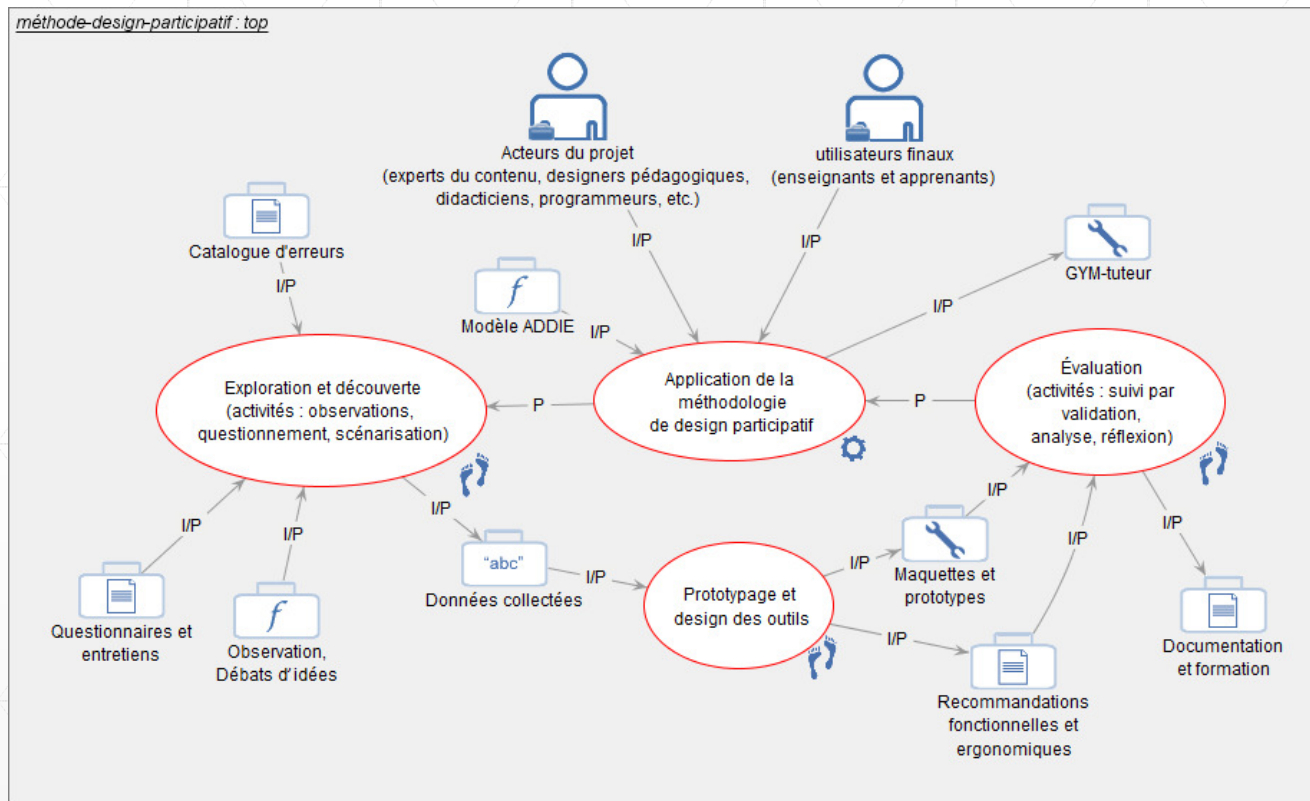 méthode-design-participatif : top
Acteurs du projet
(experts du contenu, designers pédagogiques,
didacticiens, programmeurs, etc.)
utilisateurs finaux
(enseignants et apprenants)
I/P
I/P
Catalogue d'erreurs
I/P
f
Modèle ADDIE
I/P
I/P
GYM-tuteur
Exploration et découverte
(activités : observations,
questionnement, scénarisation)
P
Application de la
méthodologie
de design participatif
P
Évaluation
(activités : suivi par
validation,
analyse, réflexion)
I/P
I/P
I/P
I/P
I/P
I/P
Questionnaires et
entretiens
f
Observation,
Débats d'idées
"abc"
Données collectées
I/P
Prototypage et
design des outils
I/P
Maquettes et
prototypes
I/P
Recommandations
fonctionnelles et
ergonomiques
Documentation
et formation